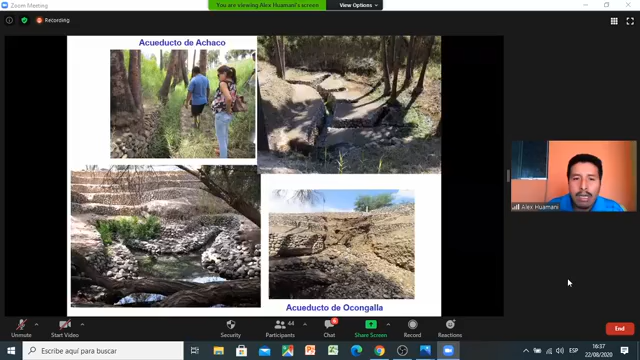 Zoom Meeting
You are viewing Alex Huamani's screen
View Options
Recording
Acueducto de Achaco
Acueducto de Ocongalla
Alex Huamani
Unmute
Start Video
Security
Participants
44
Chat
Share Screen
Record
Reactions
End
Escribe aquí para buscar
ESP
16:37
22/08/2020